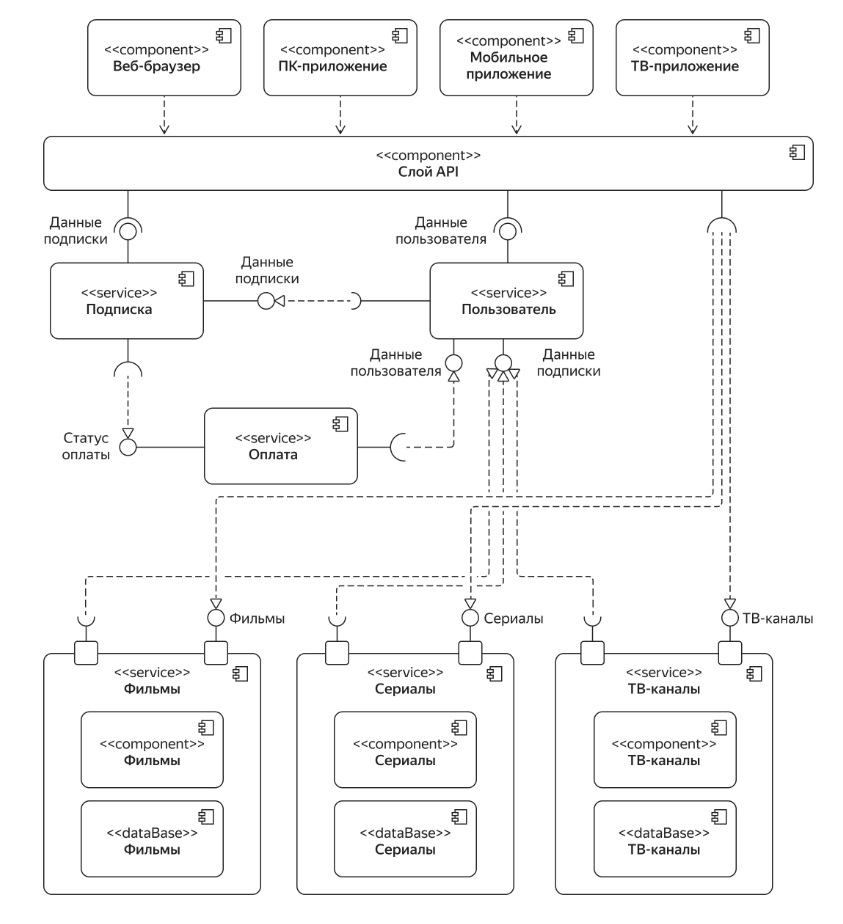 <<component>>
Веб-браузер
<<component>>
ПК-приложение
<<component>>
Мобильное
приложение
<<component>>
ТВ-приложение
<<component>>
Слой API
Данные
подписки
Данные
пользователя
Данные
подписки
<<service>>
Подписка
<<service>>
Пользователь
Данные
пользователя
Данные
подписки
Статус
оплаты
<<service>>
Оплата
Фильмы
Сериалы
ТВ-каналы
<<service>>
Фильмы
<<service>>
Сериалы
<<service>>
ТВ-каналы
<<component>>
Фильмы
<<component>>
Сериалы
<<component>>
ТВ-каналы
<<dataBase>>
Фильмы
<<dataBase>>
Сериалы
<<dataBase>>
ТВ-каналы